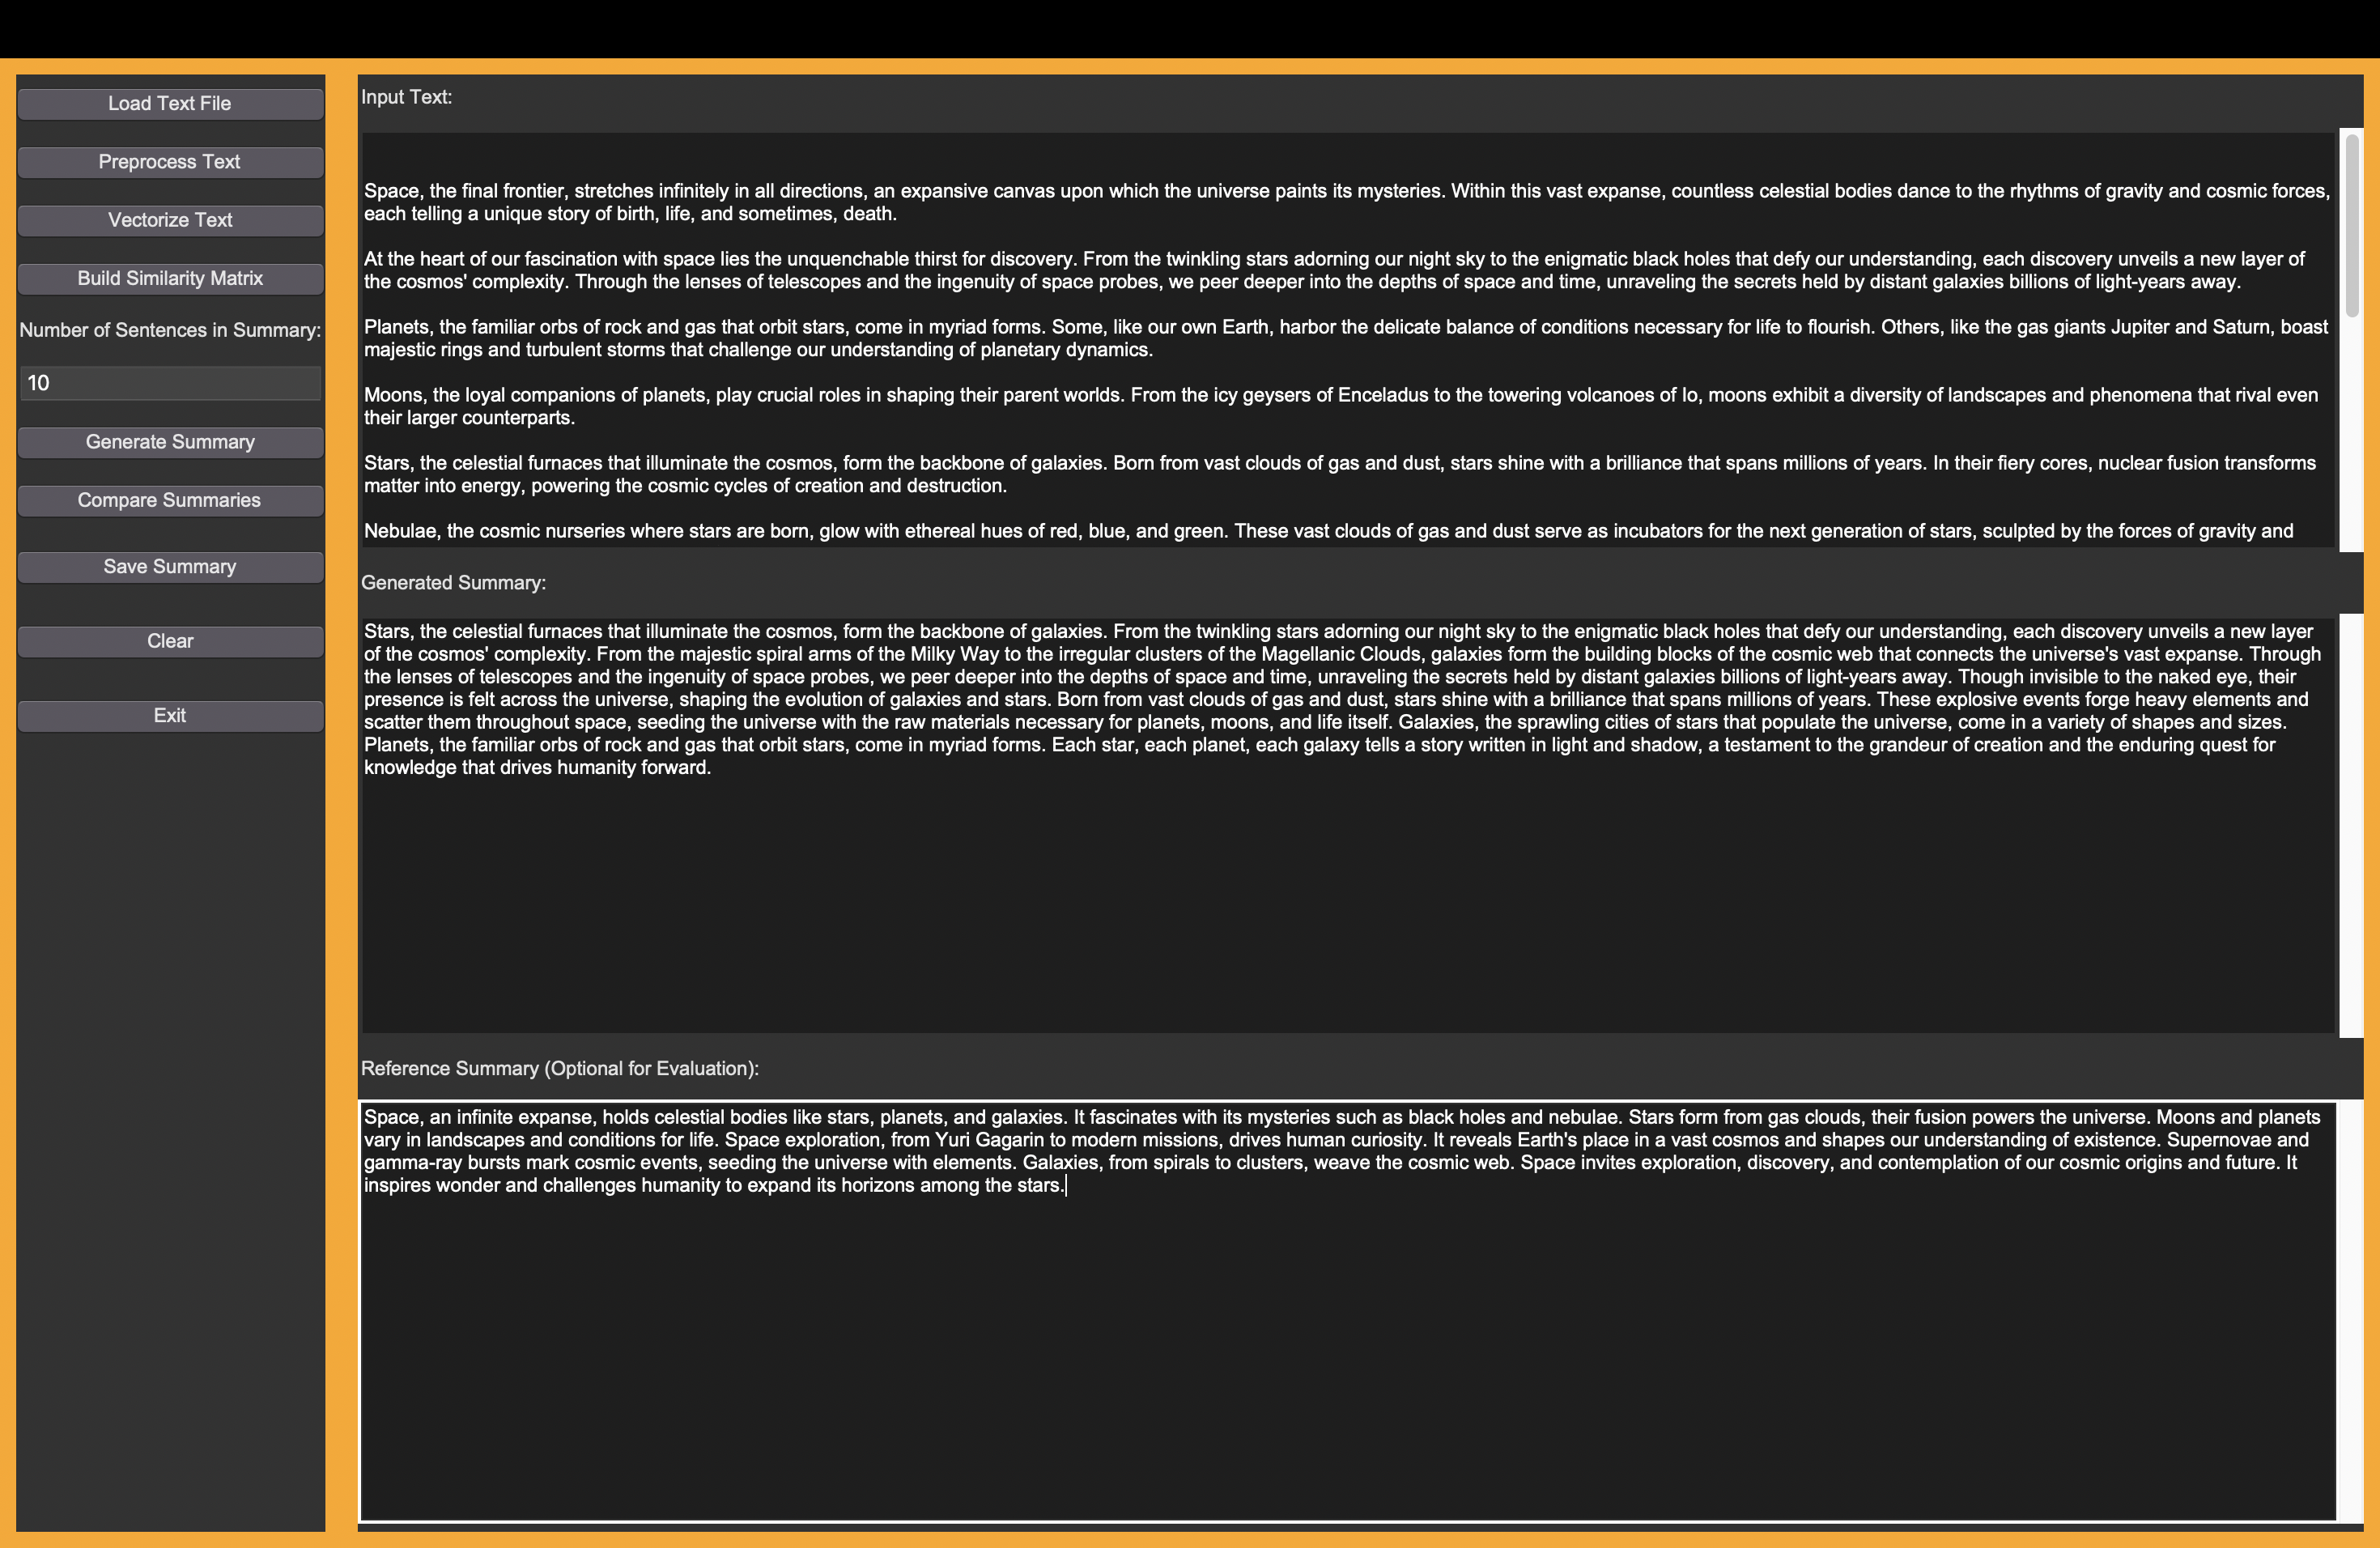 Load Text File
Preprocess Text
Vectorize Text
Build Similarity Matrix
Number of Sentences in Summary:
10
Generate Summary
Compare Summaries
Save Summary
Clear
Exit
Input Text:
Space, the final frontier, stretches infinitely in all directions, an expansive canvas upon which the universe paints its mysteries. Within this vast expanse, countless celestial bodies dance to the rhythms of gravity and cosmic forces,
each telling a unique story of birth, life, and sometimes, death.
At the heart of our fascination with space lies the unquenchable thirst for discovery. From the twinkling stars adorning our night sky to the enigmatic black holes that defy our understanding, each discovery unveils a new layer of
the cosmos' complexity. Through the lenses of telescopes and the ingenuity of space probes, we peer deeper into the depths of space and time, unraveling the secrets held by distant galaxies billions of light-years away.
Planets, the familiar orbs of rock and gas that orbit stars, come in myriad forms. Some, like our own Earth, harbor the delicate balance of conditions necessary for life to flourish. Others, like the gas giants Jupiter and Saturn, boast
majestic rings and turbulent storms that challenge our understanding of planetary dynamics.
Moons, the loyal companions of planets, play crucial roles in shaping their parent worlds. From the icy geysers of Enceladus to the towering volcanoes of Io, moons exhibit a diversity of landscapes and phenomena that rival even
their larger counterparts.
Stars, the celestial furnaces that illuminate the cosmos, form the backbone of galaxies. Born from vast clouds of gas and dust, stars shine with a brilliance that spans millions of years. In their fiery cores, nuclear fusion transforms
matter into energy, powering the cosmic cycles of creation and destruction.
Nebulae, the cosmic nurseries where stars are born, glow with ethereal hues of red, blue, and green. These vast clouds of gas and dust serve as incubators for the next generation of stars, sculpted by the forces of gravity and
Generated Summary:
Stars, the celestial furnaces that illuminate the cosmos, form the backbone of galaxies. From the twinkling stars adorning our night sky to the enigmatic black holes that defy our understanding, each discovery unveils a new layer
of the cosmos' complexity. From the majestic spiral arms of the Milky Way to the irregular clusters of the Magellanic Clouds, galaxies form the building blocks of the cosmic web that connects the universe's vast expanse. Through
the lenses of telescopes and the ingenuity of space probes, we peer deeper into the depths of space and time, unraveling the secrets held by distant galaxies billions of light-years away. Though invisible to the naked eye, their
presence is felt across the universe, shaping the evolution of galaxies and stars. Born from vast clouds of gas and dust, stars shine with a brilliance that spans millions of years. These explosive events forge heavy elements and
scatter them throughout space, seeding the universe with the raw materials necessary for planets, moons, and life itself. Galaxies, the sprawling cities of stars that populate the universe, come in a variety of shapes and sizes.
Planets, the familiar orbs of rock and gas that orbit stars, come in myriad forms. Each star, each planet, each galaxy tells a story written in light and shadow, a testament to the grandeur of creation and the enduring quest for
knowledge that drives humanity forward.
Reference Summary (Optional for Evaluation):
Space, an infinite expanse, holds celestial bodies like stars, planets, and galaxies. It fascinates with its mysteries such as black holes and nebulae. Stars form from gas clouds, their fusion powers the universe. Moons and planets
vary in landscapes and conditions for life. Space exploration, from Yuri Gagarin to modern missions, drives human curiosity. It reveals Earth's place in a vast cosmos and shapes our understanding of existence. Supernovae and
gamma-ray bursts mark cosmic events, seeding the universe with elements. Galaxies, from spirals to clusters, weave the cosmic web. Space invites exploration, discovery, and contemplation of our cosmic origins and future. It
inspires wonder and challenges humanity to expand its horizons among the stars.